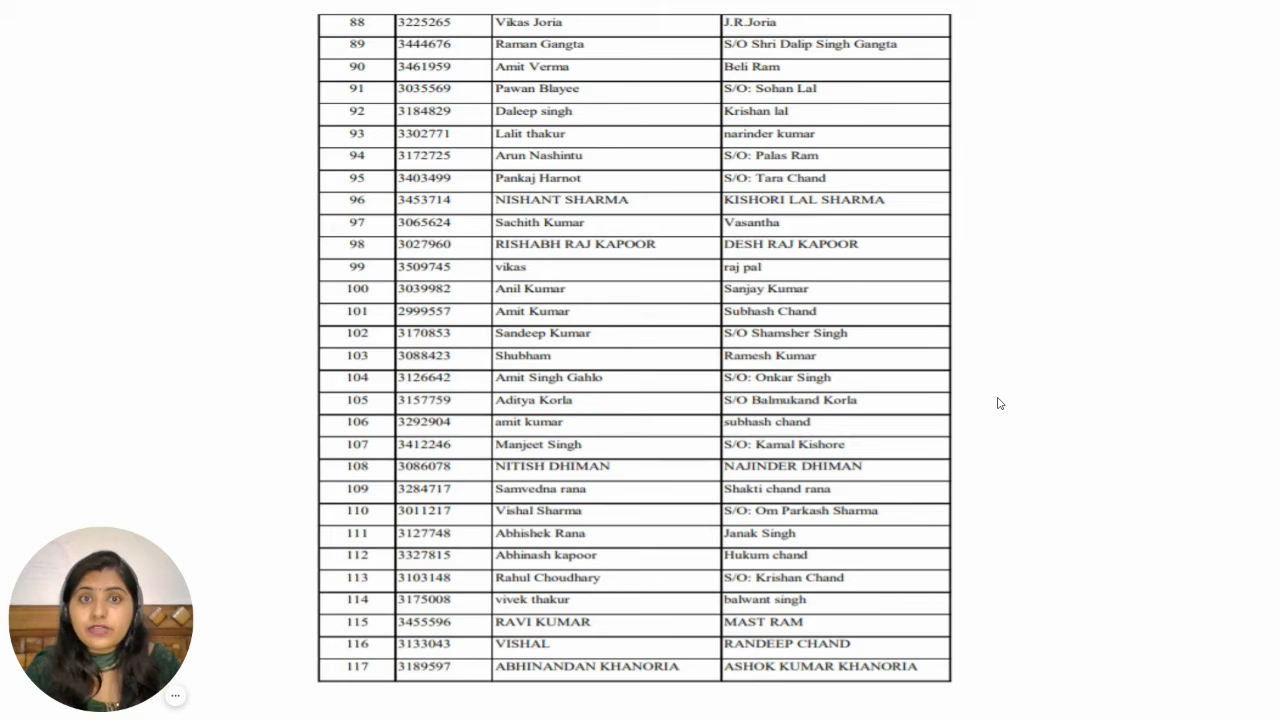 88 3225265 Vikas Joria J.R.Joria
89 3444676 Raman Gangta S/O Shri Dalip Singh Gangta
90 3461959 Amit Verma Beli Ram
91 3035569 Pawan Blayee S/O: Sohan Lal
92 3184829 Daleep singh Krishan lal
93 3302771 Lalit thakur narinder kumar
94 3172725 Arun Nashintu S/O: Palas Ram
95 3403499 Pankaj Harnot S/O: Tara Chand
96 3453714 NISHANT SHARMA KISHORI LAL SHARMA
97 3065624 Sachith Kumar Vasantha
98 3027960 RISHABH RAJ KAPOOR DESH RAJ KAPOOR
99 3509745 vikas raj pal
100 3039982 Anil Kumar Sanjay Kumar
101 2999557 Amit Kumar Subhash Chand
102 3170853 Sandeep Kumar S/O Shamsher Singh
103 3088423 Shubham Ramesh Kumar
104 3126642 Amit Singh Gahlo S/O: Onkar Singh
105 3157759 Aditya Korla S/O Balmukand Korla
106 3292904 amit kumar subhash chand
107 3412246 Manjeet Singh S/O: Kamal Kishore
108 3086078 NITISH DHIMAN NAJINDER DHIMAN
109 3284717 Samvedna rana Shakti chand rana
110 3011217 Vishal Sharma S/O: Om Parkash Sharma
111 3127748 Abhishek Rana Janak Singh
112 3327815 Abhinash kapoor Hukum chand
113 3103148 Rahul Choudhary S/O: Krishan Chand
114 3175008 vivek thakur balwant singh
115 3455596 RAVI KUMAR MAST RAM
116 3133043 VISHAL RANDEEP CHAND
117 3189597 ABHINANDAN KHANORIA ASHOK KUMAR KHANORIA